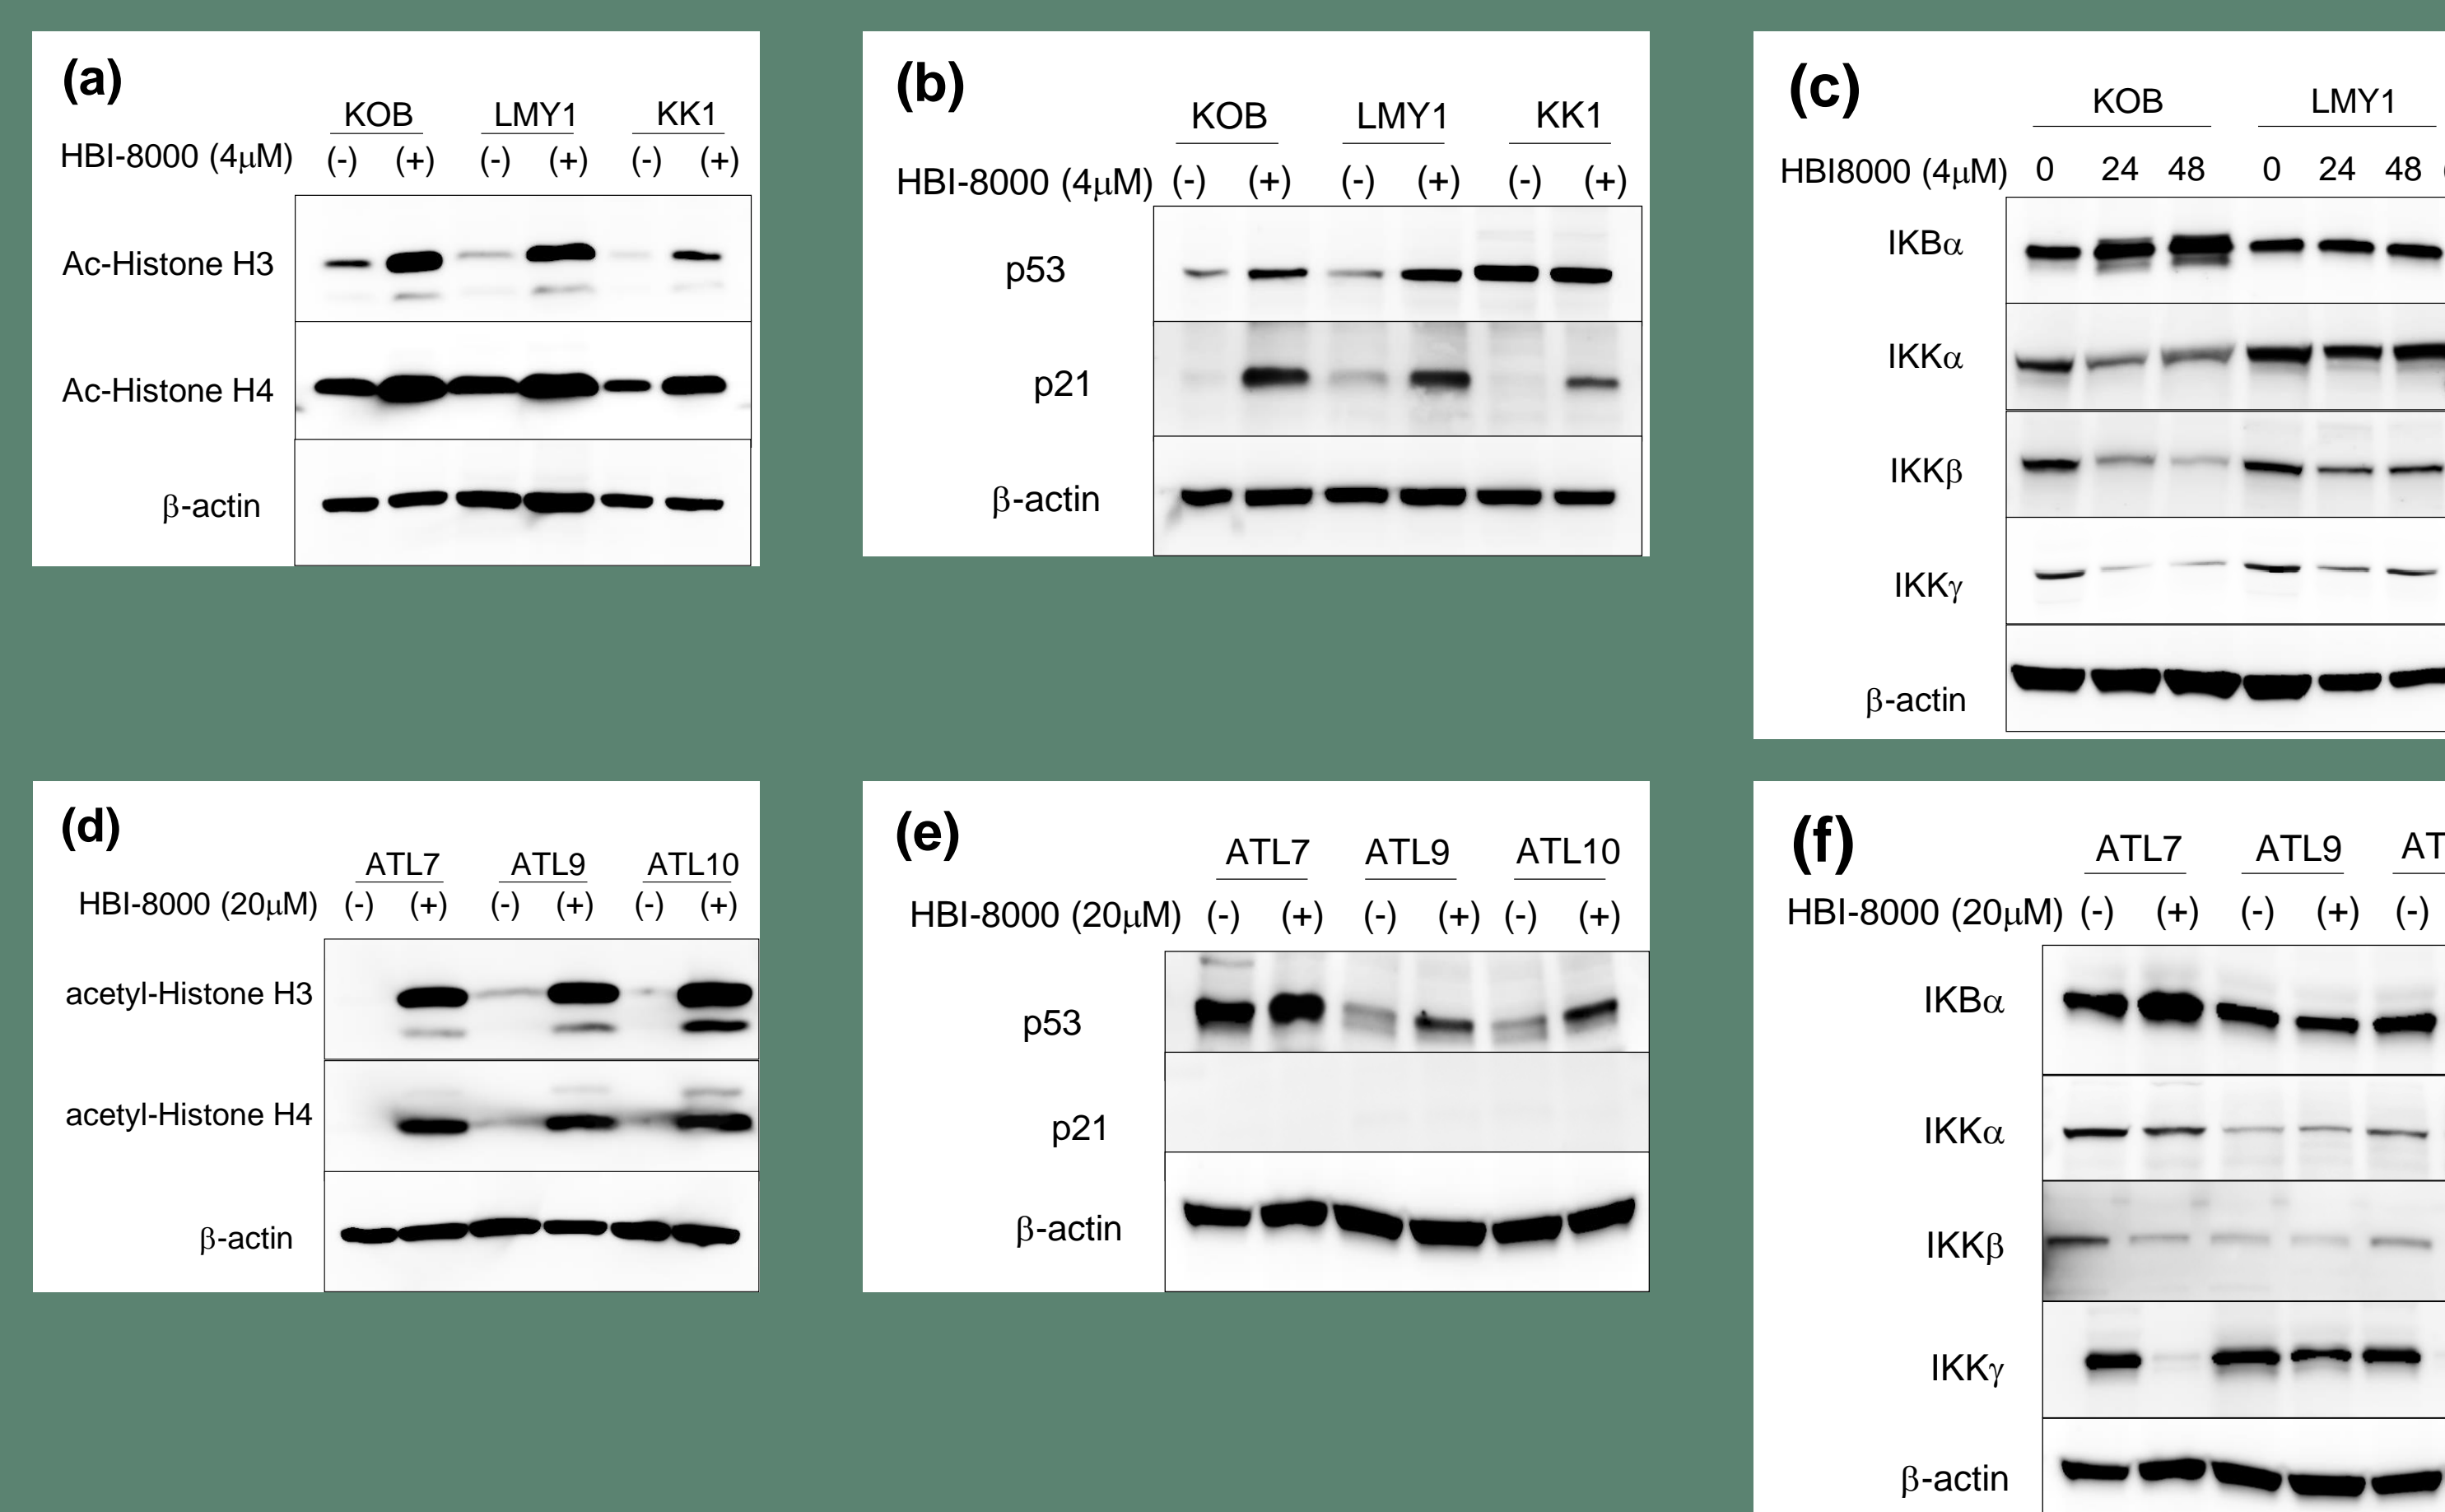 (a)
KOB LMY1 KK1
HBI-8000 (4μM) (-) (+) (-) (+) (-) (+)
Ac-Histone H3
Ac-Histone H4
β-actin
(b)
KOB LMY1 KK1
HBI-8000 (4μM) (-) (+) (-) (+) (-) (+)
p53
p21
β-actin
(c)
KOB LMY1
HBI8000 (4μM) 0 24 48 0 24 48
IKBα
IKKα
IKKβ
IKKγ
β-actin
(d)
ATL7 ATL9 ATL10
HBI-8000 (20μM) (-) (+) (-) (+) (-) (+)
acetyl-Histone H3
acetyl-Histone H4
β-actin
(e)
ATL7 ATL9 ATL10
HBI-8000 (20μM) (-) (+) (-) (+) (-) (+)
p53
p21
β-actin
(f)
ATL7 ATL9 AT
HBI-8000 (20μM) (-) (+) (-) (+) (-)
IKBα
IKKα
IKKβ
IKKγ
β-actin